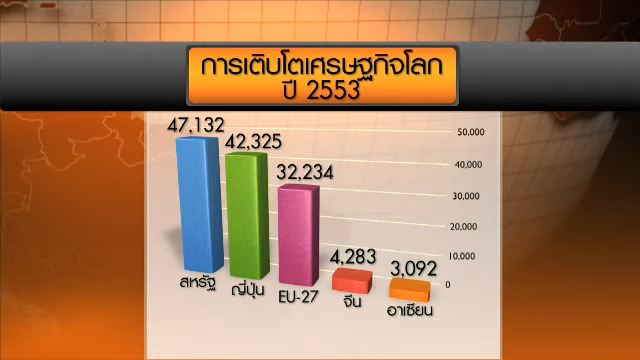 การเติบโตเศรษฐกิจโลก
ปี 2553
47,132
42,325
32,234
4,283
3,092
50,000
40,000
30,000
20,000
10,000
0
สหรัฐ
ญี่ปุ่น
EU-27
จีน
อาเซียน